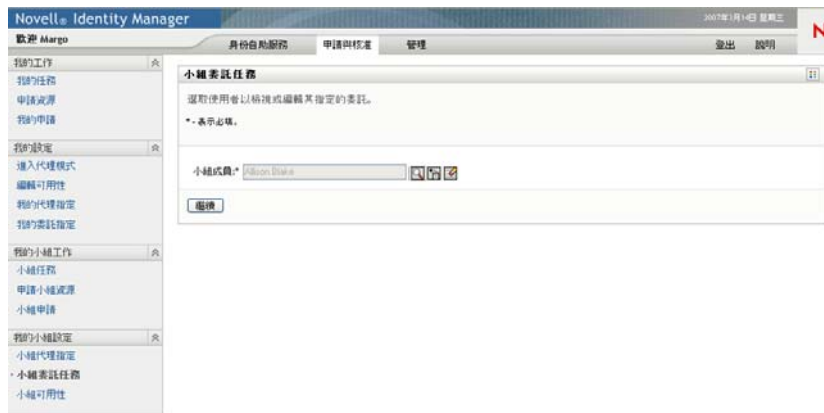 Novell® Identity Manager
2007年3月14日 星期三
N
歡迎 Margo
身份自助服務 申請與核准 管理 登出 說明
我的工作
我的任務
申請資源
我的申請
我的設定
進入代理模式
編輯可用性
我的代理指定
我的委託指定
我的小組工作
小組任務
申請小組資源
小組申請
我的小組設定
小組代理指定
小組委託任務
小組可用性
小組委託任務
選取使用者以檢視或編輯其指定的委託。
*- 表示必填。
小組成員:* Allison Blake
繼續